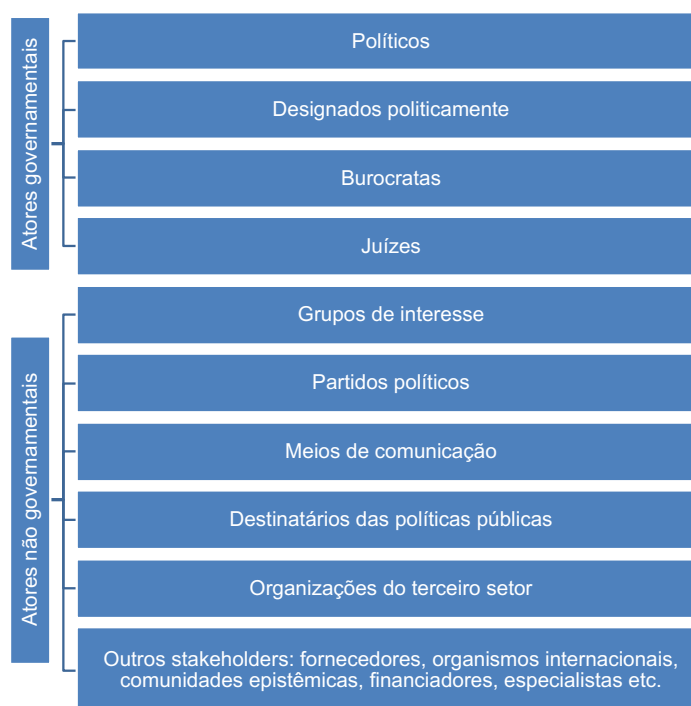 Atores governamentais
Políticos
Designados politicamente
Burocratas
Juízes
Atores não governamentais
Grupos de interesse
Partidos políticos
Meios de comunicação
Destinatários das políticas públicas
Organizações do terceiro setor
Outros stakeholders: fornecedores, organismos internacionais,
comunidades epistêmicas, financiadores, especialistas etc.